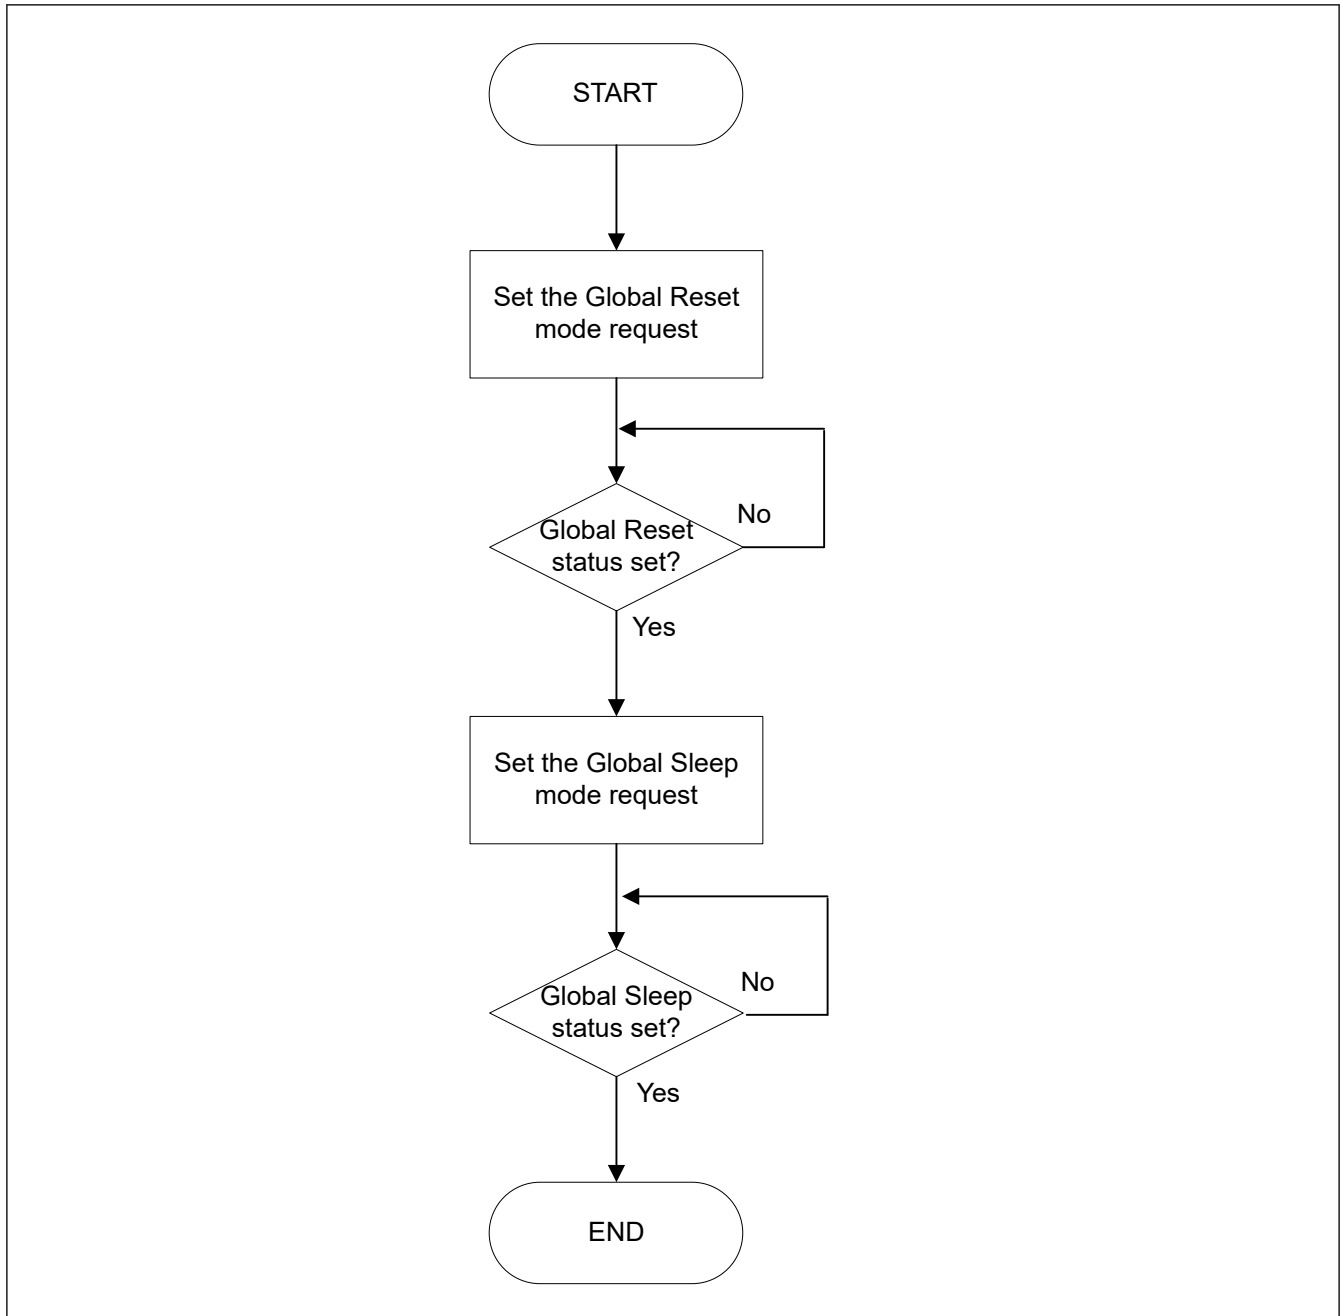 START
Set the Global Reset
mode request
No
Global Reset
status set?
Yes
Set the Global Sleep
mode request
No
Global Sleep
status set?
Yes
END